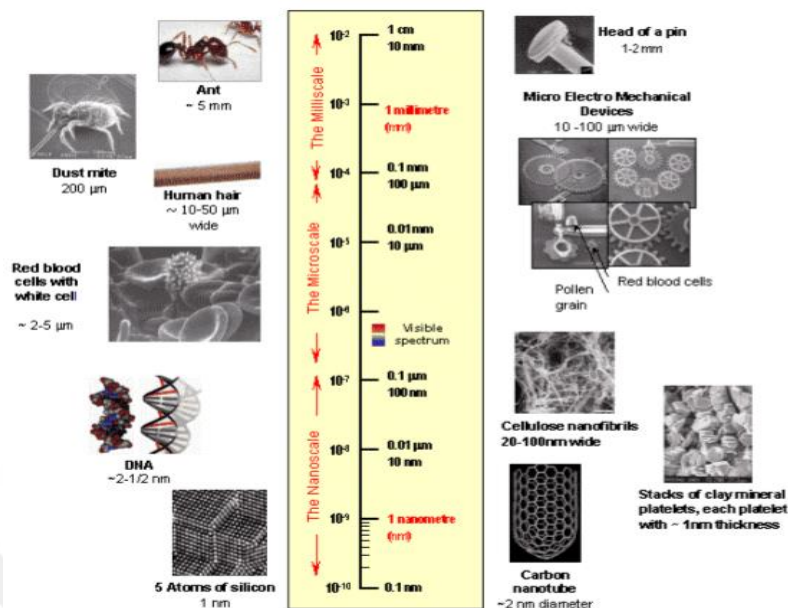 Ant
~ 5 mm
Dust mite
200 µm
Human hair
~ 10-50 µm
wide
Red blood
cells with
white cell
~ 2-5 µm
DNA
~2-1/2 nm
5 Atoms of silicon
1 nm
The Milliscale
The Microscale
The Nanoscale
10-2
1 cm
10 mm
10-3
1 millimetre
(mm)
10-4
0.1 mm
100 µm
10-5
0.01 mm
10 µm
10-6
Visible
spectrum
10-7
0.1 µm
100 nm
10-8
0.01 µm
10 nm
10-9
1 nanometre
(nm)
10-10
0.1 nm
Head of a pin
1-2 mm
Micro Electro Mechanical
Devices
10 -100 µm wide
Pollen
grain
Red blood cells
Cellulose nanofibrils
20-100nm wide
Stacks of clay mineral
platelets, each platelet
with ~ 1nm thickness
Carbon
nanotube
~2 nm diameter